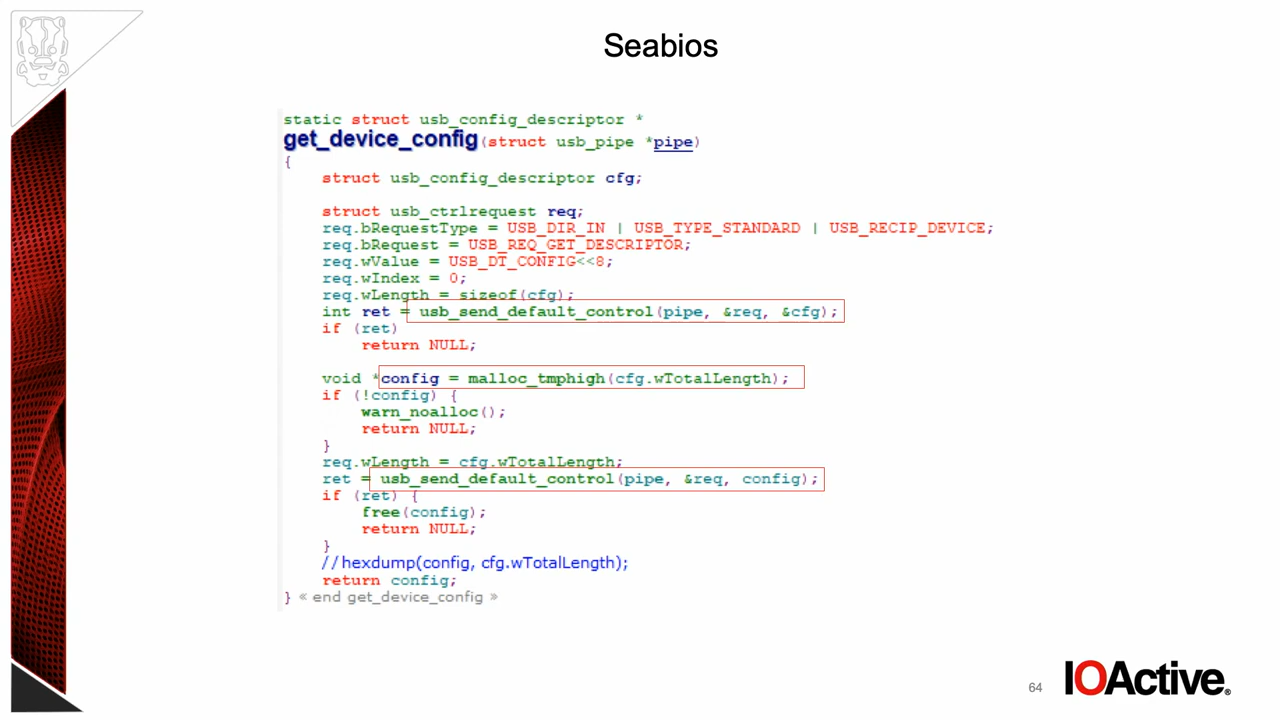 Seabios
static struct usb_config_descriptor *
get_device_config(struct usb_pipe *pipe)
{
struct usb_config_descriptor cfg;
struct usb_ctrlrequest req;
req.bRequestType = USB_DIR_IN | USB_TYPE_STANDARD | USB_RECIP_DEVICE;
req.bRequest = USB_REQ_GET_DESCRIPTOR;
req.wValue = USB_DT_CONFIG<<8;
req.wIndex = 0;
req.wLength = sizeof(cfg);
int ret = usb_send_default_control(pipe, &req, &cfg);
if (ret)
return NULL;
void *config = malloc_tmphigh(cfg.wTotalLength);
if (!config) {
warn_noalloc();
return NULL;
}
req.wLength = cfg.wTotalLength;
ret = usb_send_default_control(pipe, &req, config);
if (ret) {
free(config);
return NULL;
}
//hexdump(config, cfg.wTotalLength);
return config;
} « end get_device_config »
64
IOActive®